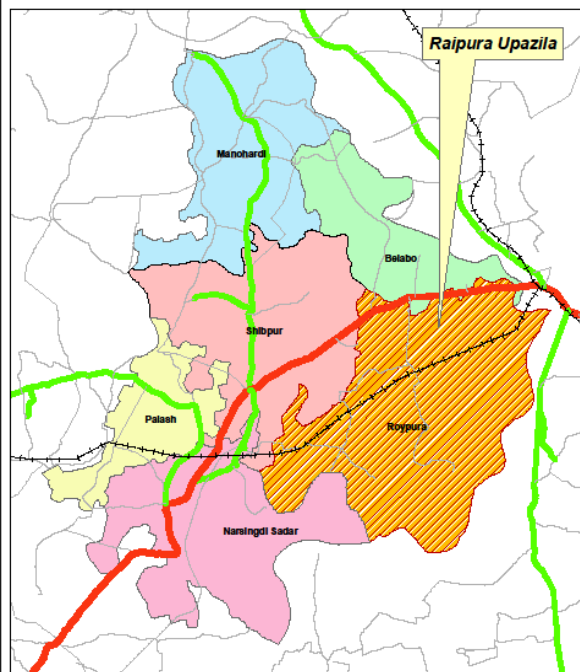 Raipura Upazila
Manohardi
Belabo
Shibpur
Palash
Roypura
Narsingdi Sadar